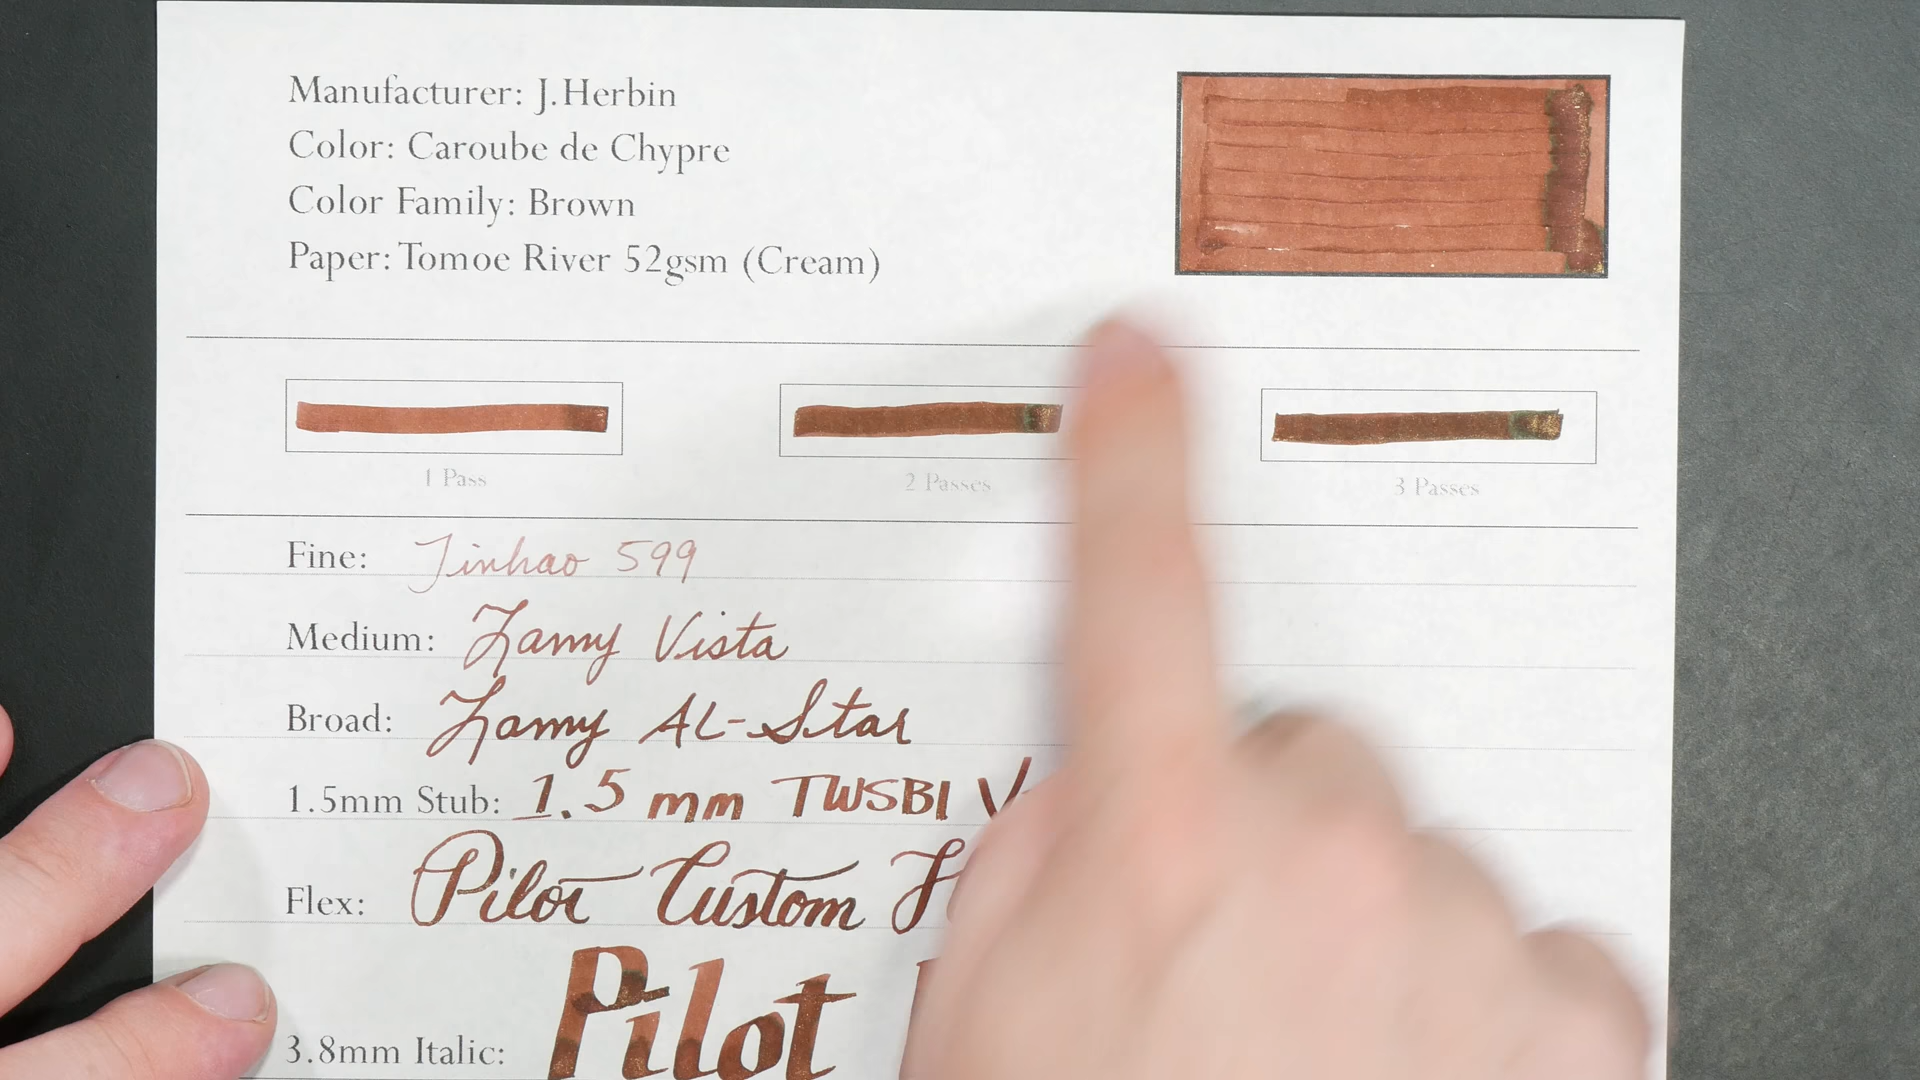 Manufacturer: J.Herbin
Color: Caroube de Chypre
Color Family: Brown
Paper: Tomoe River 52gsm (Cream)
1 Pass
2 Passes
3 Passes
Fine: Jinhao 599
Medium: Lamy Vista
Broad: Lamy AL-Star
1.5mm Stub: 1.5 mm TWSBI
Flex: Pilot Custom
3.8mm Italic: Pilot